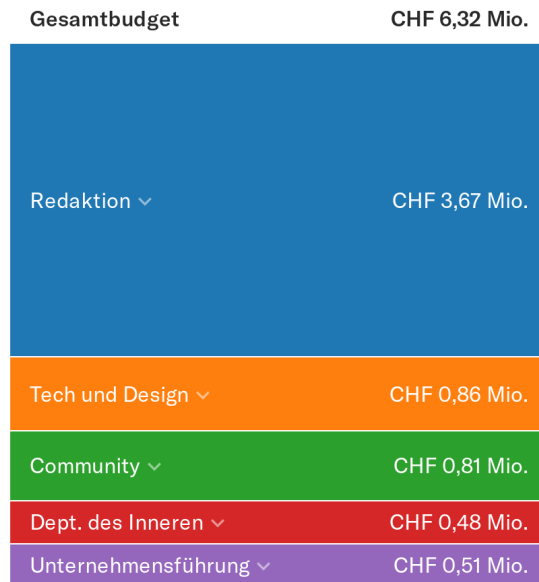 Gesamtbudget CHF 6,32 Mio.
Redaktion CHF 3,67 Mio.
Tech und Design CHF 0,86 Mio.
Community CHF 0,81 Mio.
Dept. des Inneren CHF 0,48 Mio.
Unternehmensführung CHF 0,51 Mio.